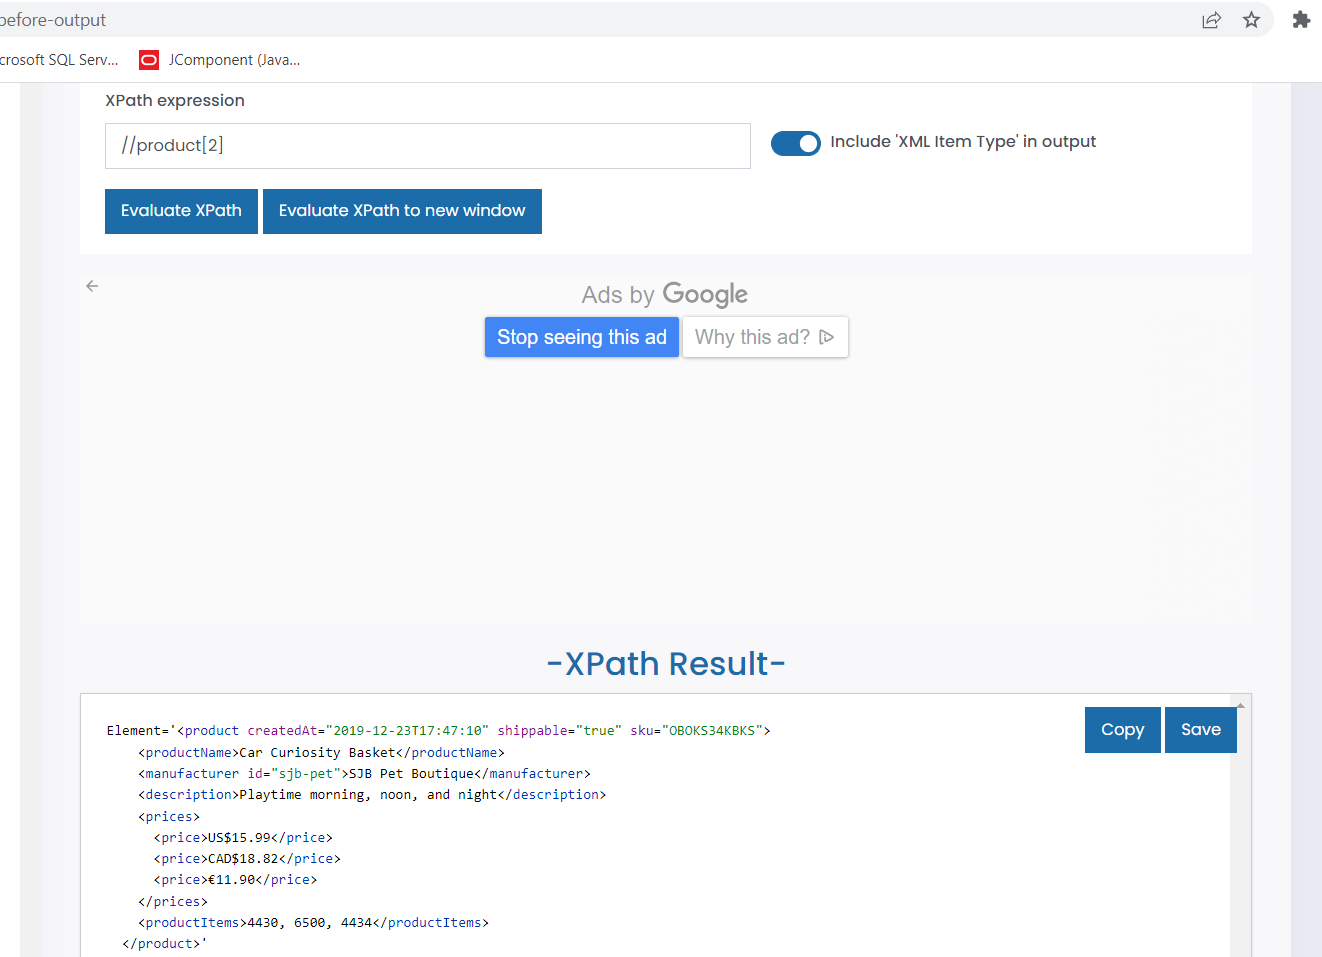 before-output
crosoft SQL Serv... JComponent (Java...
XPath expression
//product[2]
Include 'XML Item Type' in output
Evaluate XPath Evaluate XPath to new window
Ads by Google
Stop seeing this ad Why this ad?
-XPath Result-
Copy Save
Element='<product createdAt="2019-12-23T17:47:10" shippable="true" sku="OBOKS34KBKS">
<productName>Car Curiosity Basket</productName>
<manufacturer id="sjb-pet">SJB Pet Boutique</manufacturer>
<description>Playtime morning, noon, and night</description>
<prices>
<price>US$15.99</price>
<price>CAD$18.82</price>
<price>€11.90</price>
</prices>
<productItems>4430, 6500, 4434</productItems>
</product>'